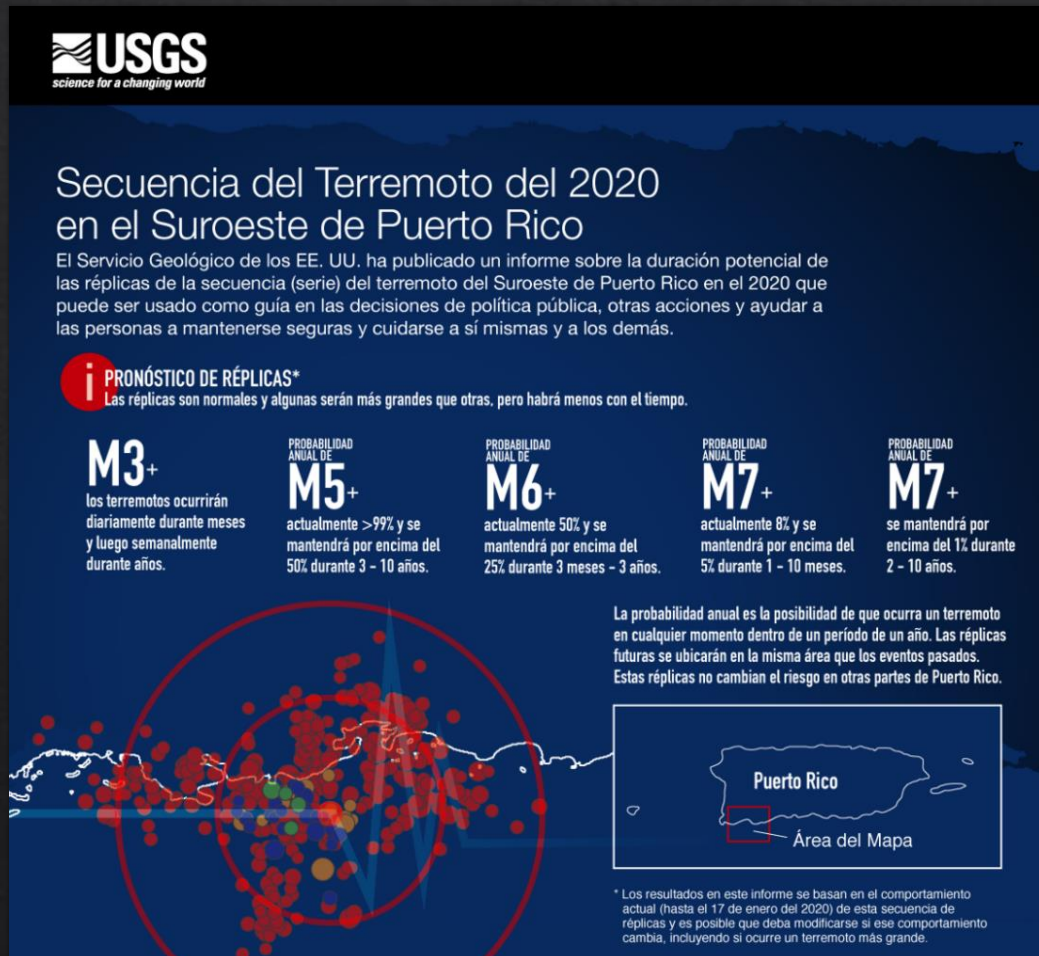 USGS
science for a changing world
Secuencia del Terremoto del 2020
en el Suroeste de Puerto Rico
El Servicio Geológico de los EE. UU. ha publicado un informe sobre la duración potencial de
las réplicas de la secuencia (serie) del terremoto del Suroeste de Puerto Rico en el 2020 que
puede ser usado como guía en las decisiones de política pública, otras acciones y ayudar a
las personas a mantenerse seguras y cuidarse a sí mismas y a los demás.
i PRONÓSTICO DE RÉPLICAS*
Las réplicas son normales y algunas serán más grandes que otras, pero habrá menos con el tiempo.
M3+
los terremotos ocurrirán
diariamente durante meses
y luego semanalmente
durante años.
PROBABILIDAD
ANUAL DE
M5+
actualmente >99% y se
mantendrá por encima del
50% durante 3 – 10 años.
PROBABILIDAD
ANUAL DE
M6+
actualmente 50% y se
mantendrá por encima del
25% durante 3 meses – 3 años.
PROBABILIDAD
ANUAL DE
M7+
actualmente 8% y se
mantendrá por encima del
5% durante 1 – 10 meses.
PROBABILIDAD
ANUAL DE
M7+
se mantendrá por
encima del 1% durante
2 – 10 años.
La probabilidad anual es la posibilidad de que ocurra un terremoto
en cualquier momento dentro de un período de un año. Las réplicas
futuras se ubicarán en la misma área que los eventos pasados.
Estas réplicas no cambian el riesgo en otras partes de Puerto Rico.
Puerto Rico
Área del Mapa
* Los resultados en este informe se basan en el comportamiento
actual (hasta el 17 de enero del 2020) de esta secuencia de
réplicas y es posible que deba modificarse si ese comportamiento
cambia, incluyendo si ocurre un terremoto más grande.